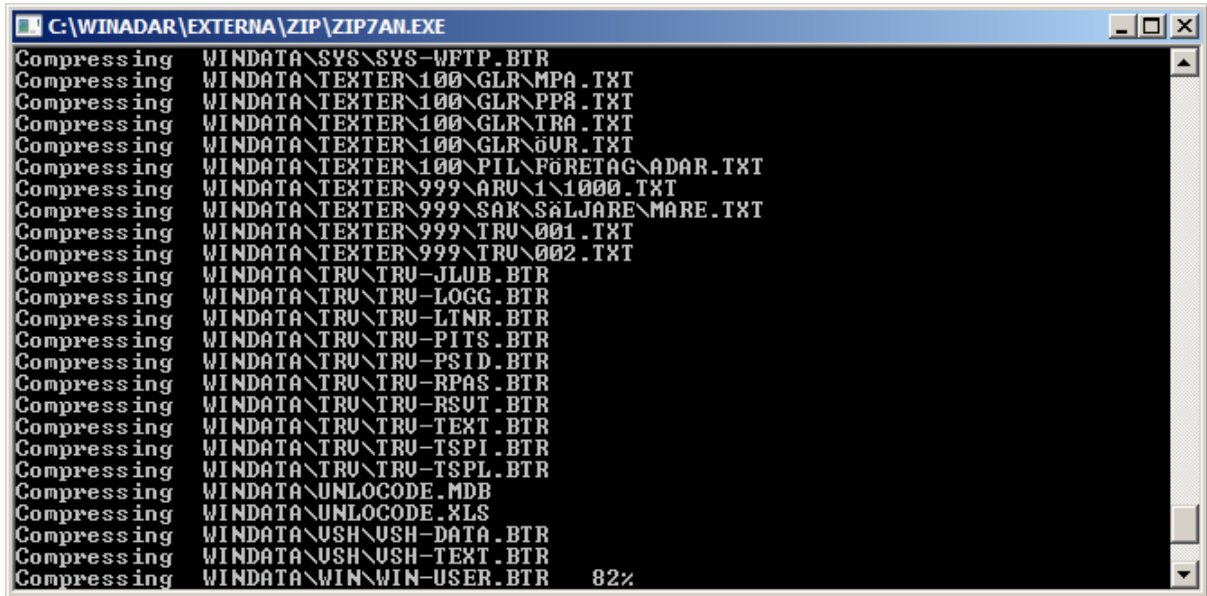 C:\WINADAR\EXTERNA\ZIP\ZIP7AN.EXE
Compressing  WINDATA\SYS\SYS-WFTP.BTR
Compressing  WINDATA\TEXTER\100\GLR\MPA.TXT
Compressing  WINDATA\TEXTER\100\GLR\PP8.TXT
Compressing  WINDATA\TEXTER\100\GLR\TRA.TXT
Compressing  WINDATA\TEXTER\100\GLR\öVR.TXT
Compressing  WINDATA\TEXTER\100\PIL\FöRETAG\ADAR.TXT
Compressing  WINDATA\TEXTER\999\ARV\1\1000.TXT
Compressing  WINDATA\TEXTER\999\SAK\SÄLJARE\MARE.TXT
Compressing  WINDATA\TEXTER\999\TRV\001.TXT
Compressing  WINDATA\TEXTER\999\TRV\002.TXT
Compressing  WINDATA\TRV\TRV-JLUB.BTR
Compressing  WINDATA\TRV\TRV-LOGG.BTR
Compressing  WINDATA\TRV\TRV-LTNR.BTR
Compressing  WINDATA\TRV\TRV-PITS.BTR
Compressing  WINDATA\TRV\TRV-PSID.BTR
Compressing  WINDATA\TRV\TRV-RPAS.BTR
Compressing  WINDATA\TRV\TRV-RSVT.BTR
Compressing  WINDATA\TRV\TRV-TEXT.BTR
Compressing  WINDATA\TRV\TRV-TSPI.BTR
Compressing  WINDATA\TRV\TRV-TSPL.BTR
Compressing  WINDATA\UNLOCODE.MDB
Compressing  WINDATA\UNLOCODE.XLS
Compressing  WINDATA\VSH\VSH-DATA.BTR
Compressing  WINDATA\VSH\VSH-TEXT.BTR
Compressing  WINDATA\WIN\WIN-USER.BTR   82%